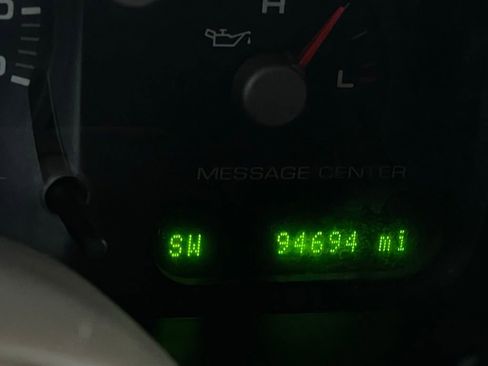 H
L
MESSAGE CENTER
SW 94694 mi